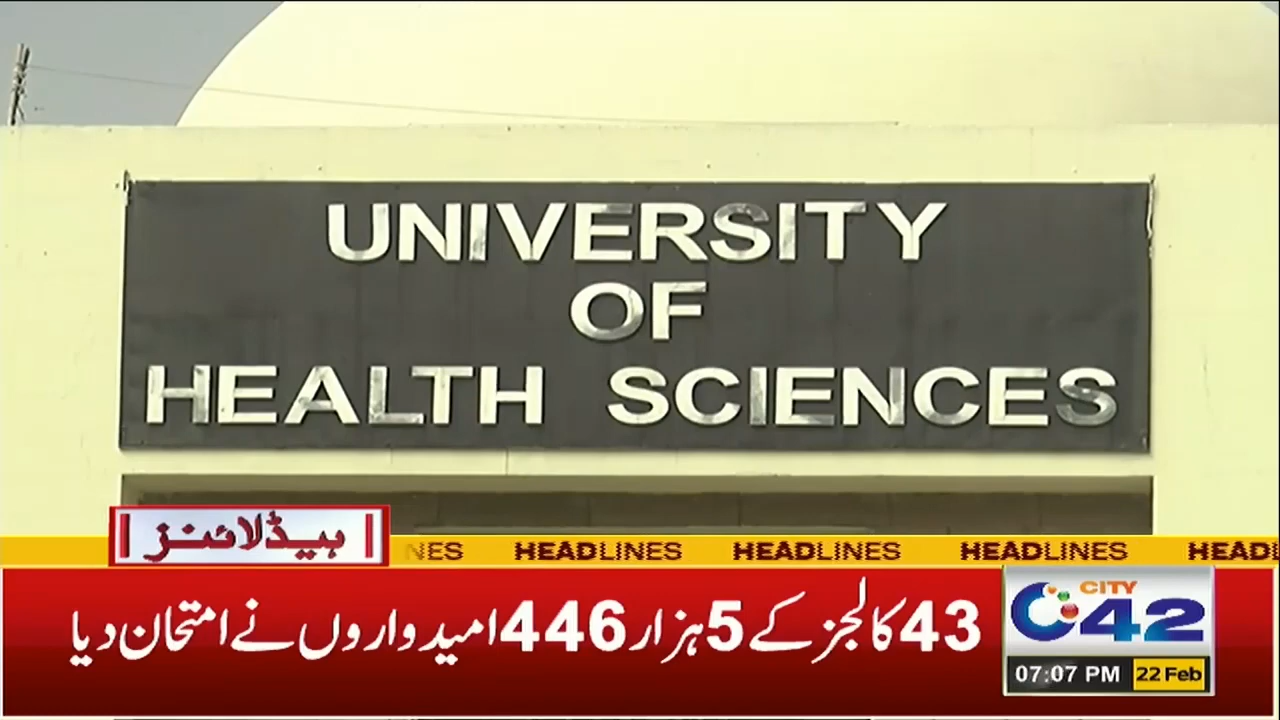 UNIVERSITY
OF
HEALTH SCIENCES
ہیڈلائنز
NES HEADLINES HEADLINES HEADLINES HEADL
43 کالجز کے 5 ہزار 446 امیدواروں نے امتحان دیا
CITY
42
07:07 PM 22 Feb